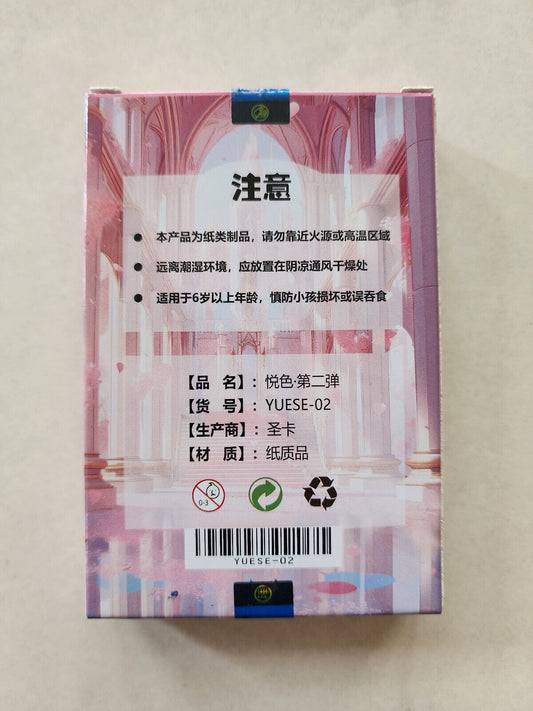 注意
● 本产品为纸类制品，请勿靠近火源或高温区域
● 远离潮湿环境，应放置在阴凉通风干燥处
● 适用于6岁以上年龄，慎防小孩损坏或误吞食
【品 名】：悦色·第二弹
【货 号】：YUESE-02
【生产商】：圣卡
【材 质】：纸质品
0-3
YUESE-02